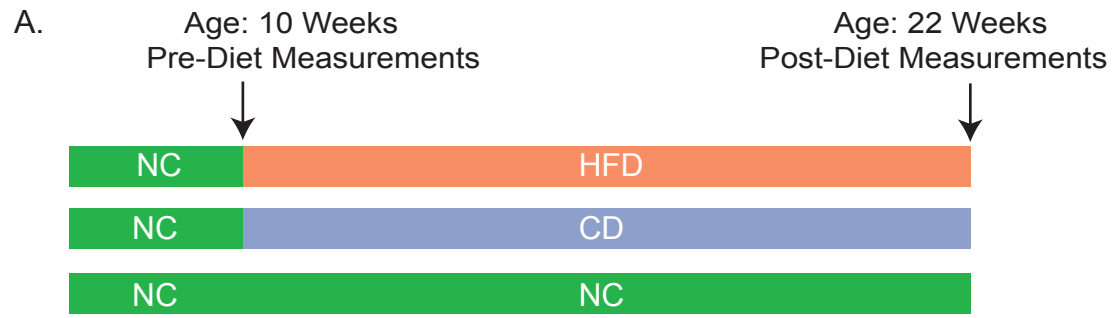 A.
Age: 10 Weeks
Pre-Diet Measurements
Age: 22 Weeks
Post-Diet Measurements
NC HFD
NC CD
NC NC